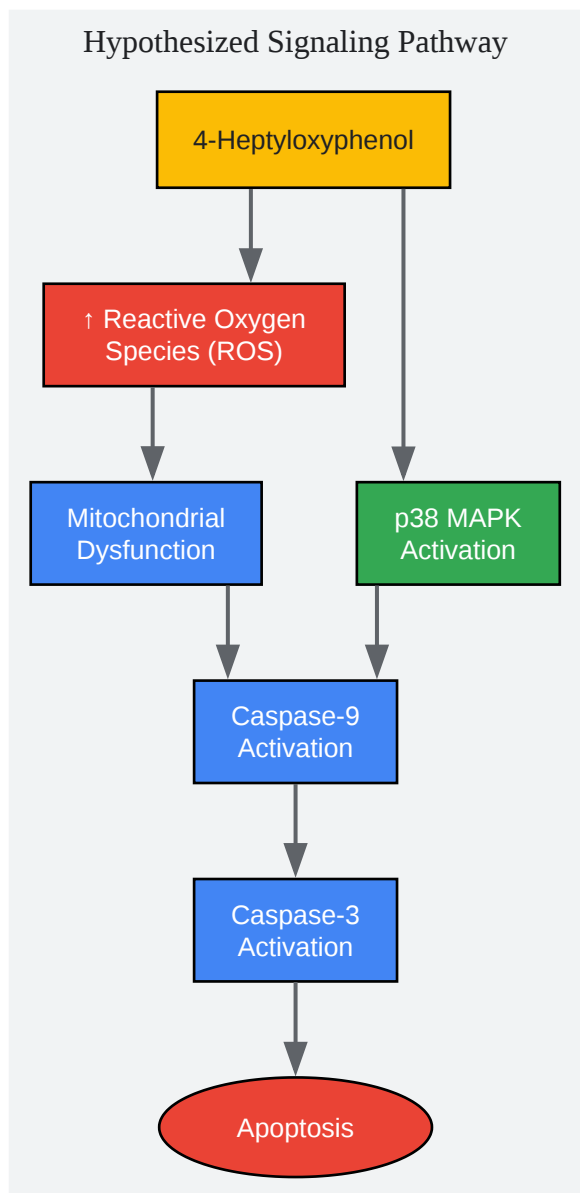 Hypothesized Signaling Pathway
4-Heptyloxyphenol
↑ Reactive Oxygen
Species (ROS)
Mitochondrial
Dysfunction
p38 MAPK
Activation
Caspase-9
Activation
Caspase-3
Activation
Apoptosis